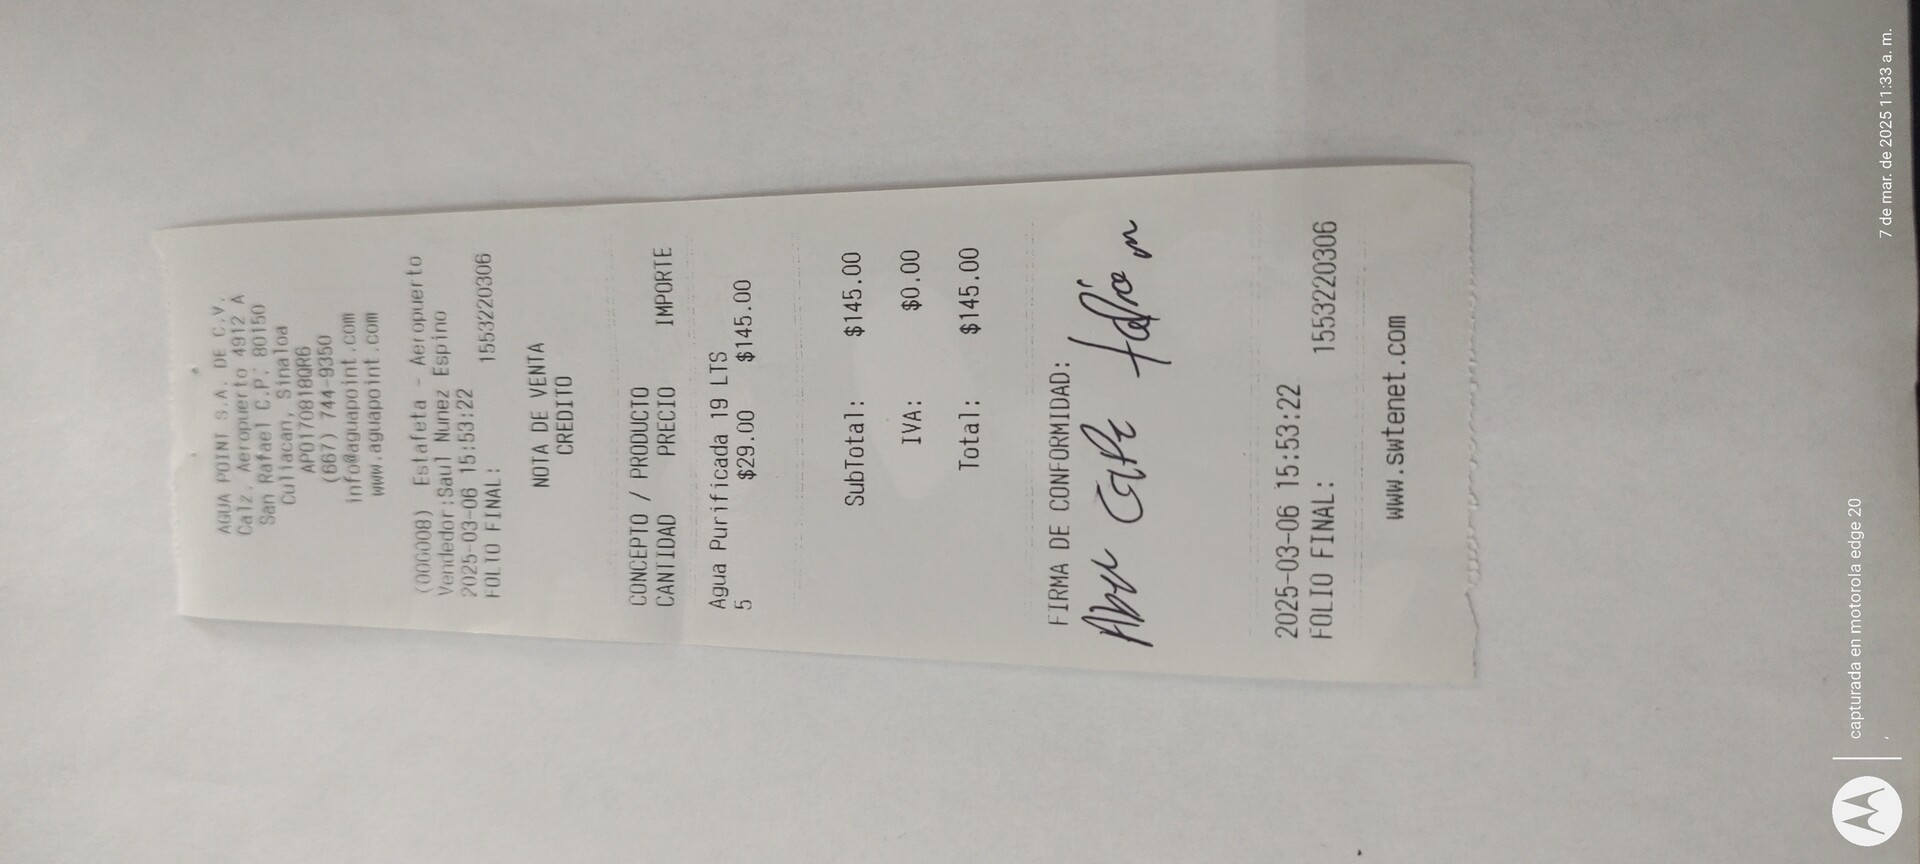 AGUA POINT S.A. DE C.V.
Calz. Aeropuerto 4912 A
San Rafael C.P: 80150
Culiacan, Sinaloa
APO170818QR6
(667) 744-9350
info@aguapoint.com
www.aguapoint.com
(000008) Estafeta - Aeropuerto
Vendedor:Saul Nunez Espino
2025-03-06 15:53:22
FOLIO FINAL: 1553220306
NOTA DE VENTA
CREDITO
CONCEPTO / PRODUCTO
CANTIDAD PRECIO IMPORTE
Agua Purificada 19 LTS
5 $29.00 $145.00
SubTotal: $145.00
IVA: $0.00
Total: $145.00
FIRMA DE CONFORMIDAD:
2025-03-06 15:53:22
FOLIO FINAL: 1553220306
www.swtenet.com
capturada en motorola edge 20
7 de mar. de 2025 11:33 a. m.